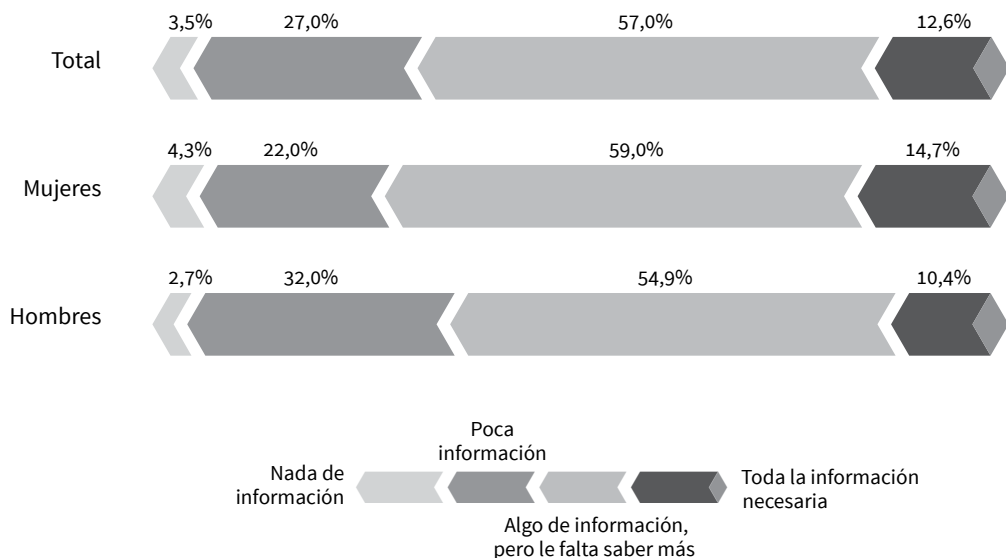 3,5% 27,0% 57,0% 12,6%
Total
4,3% 22,0% 59,0% 14,7%
Mujeres
2,7% 32,0% 54,9% 10,4%
Hombres
Nada de
información
Poca
información
Algo de información,
pero le falta saber más
Toda la información
necesaria